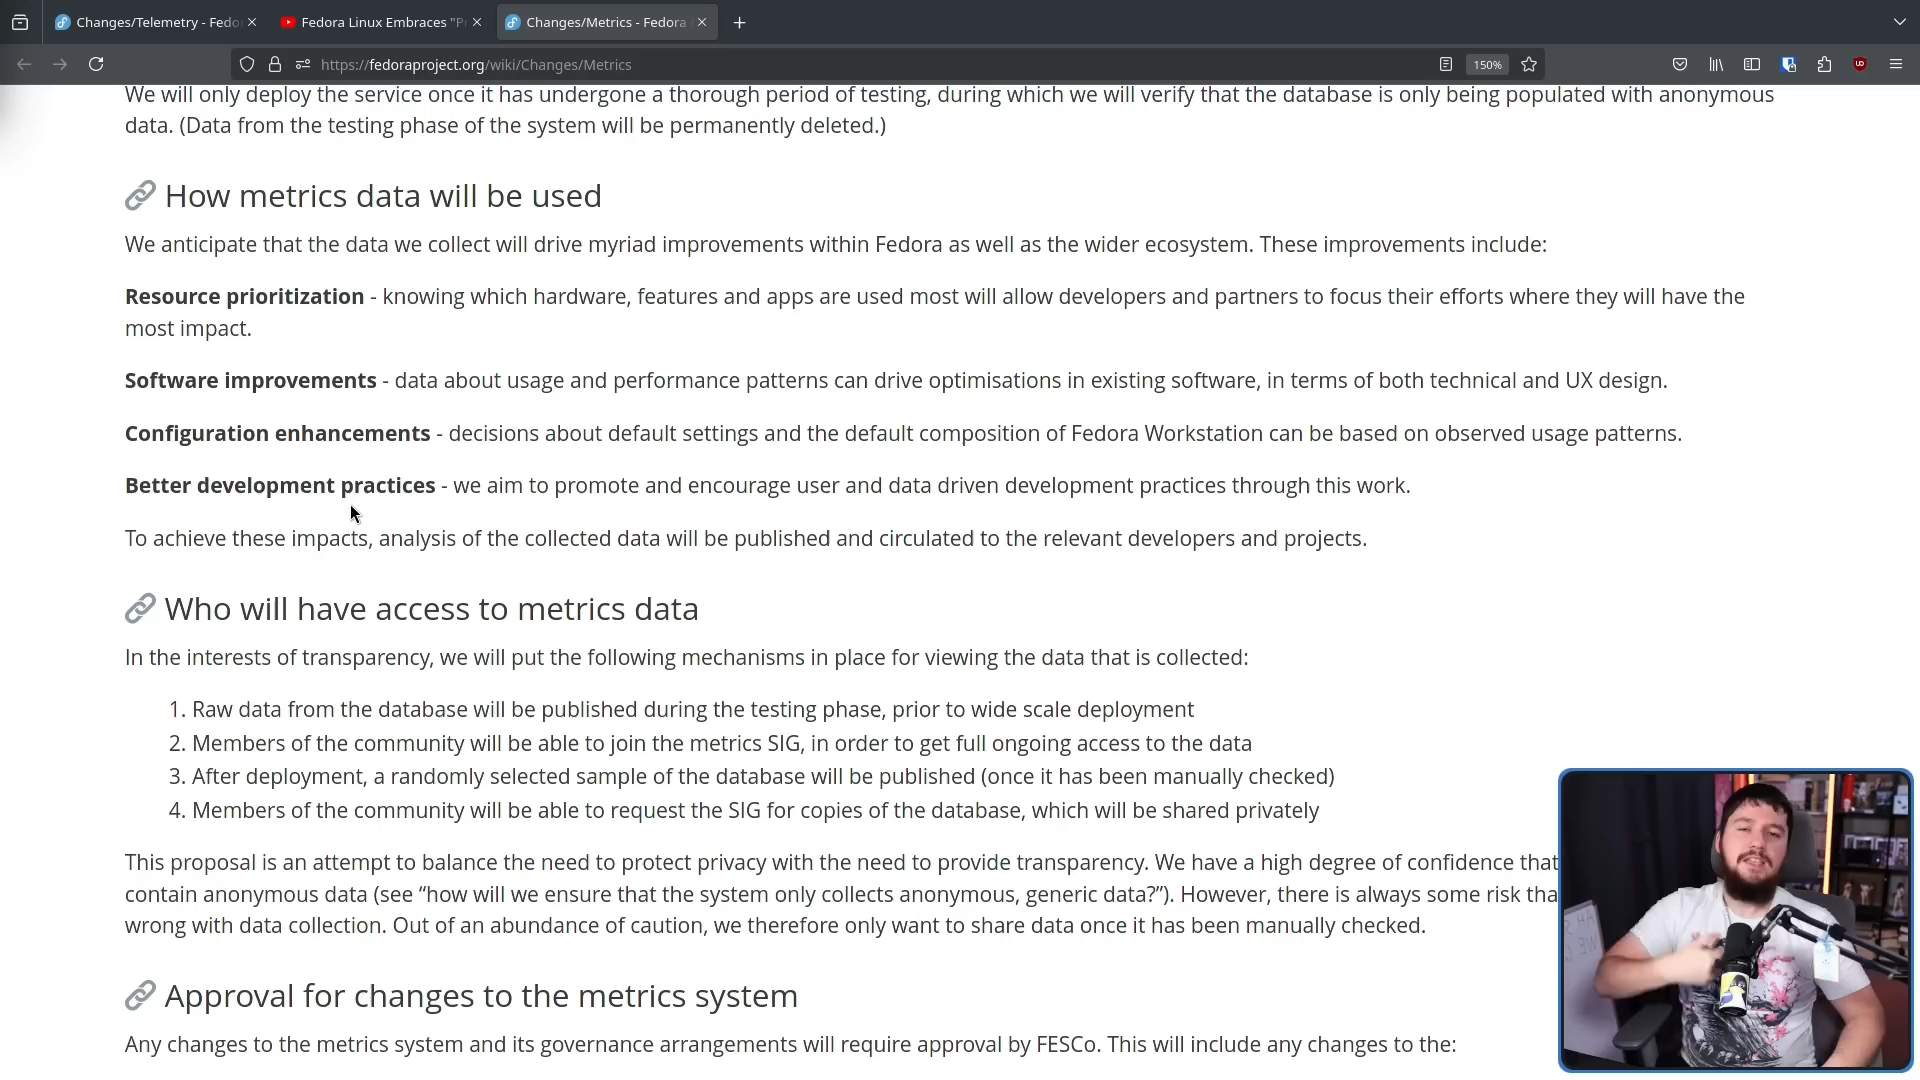 Changes/Telemetry - Fedo
Fedora Linux Embraces "P
Changes/Metrics - Fedora
https://fedoraproject.org/wiki/Changes/Metrics
150%
We will only deploy the service once it has undergone a thorough period of testing, during which we will verify that the database is only being populated with anonymous
data. (Data from the testing phase of the system will be permanently deleted.)
How metrics data will be used
We anticipate that the data we collect will drive myriad improvements within Fedora as well as the wider ecosystem. These improvements include:
Resource prioritization - knowing which hardware, features and apps are used most will allow developers and partners to focus their efforts where they will have the
most impact.
Software improvements - data about usage and performance patterns can drive optimisations in existing software, in terms of both technical and UX design.
Configuration enhancements - decisions about default settings and the default composition of Fedora Workstation can be based on observed usage patterns.
Better development practices - we aim to promote and encourage user and data driven development practices through this work.
To achieve these impacts, analysis of the collected data will be published and circulated to the relevant developers and projects.
Who will have access to metrics data
In the interests of transparency, we will put the following mechanisms in place for viewing the data that is collected:
1. Raw data from the database will be published during the testing phase, prior to wide scale deployment
2. Members of the community will be able to join the metrics SIG, in order to get full ongoing access to the data
3. After deployment, a randomly selected sample of the database will be published (once it has been manually checked)
4. Members of the community will be able to request the SIG for copies of the database, which will be shared privately
This proposal is an attempt to balance the need to protect privacy with the need to provide transparency. We have a high degree of confidence that
contain anonymous data (see “how will we ensure that the system only collects anonymous, generic data?”). However, there is always some risk tha
wrong with data collection. Out of an abundance of caution, we therefore only want to share data once it has been manually checked.
Approval for changes to the metrics system
Any changes to the metrics system and its governance arrangements will require approval by FESCo. This will include any changes to the: